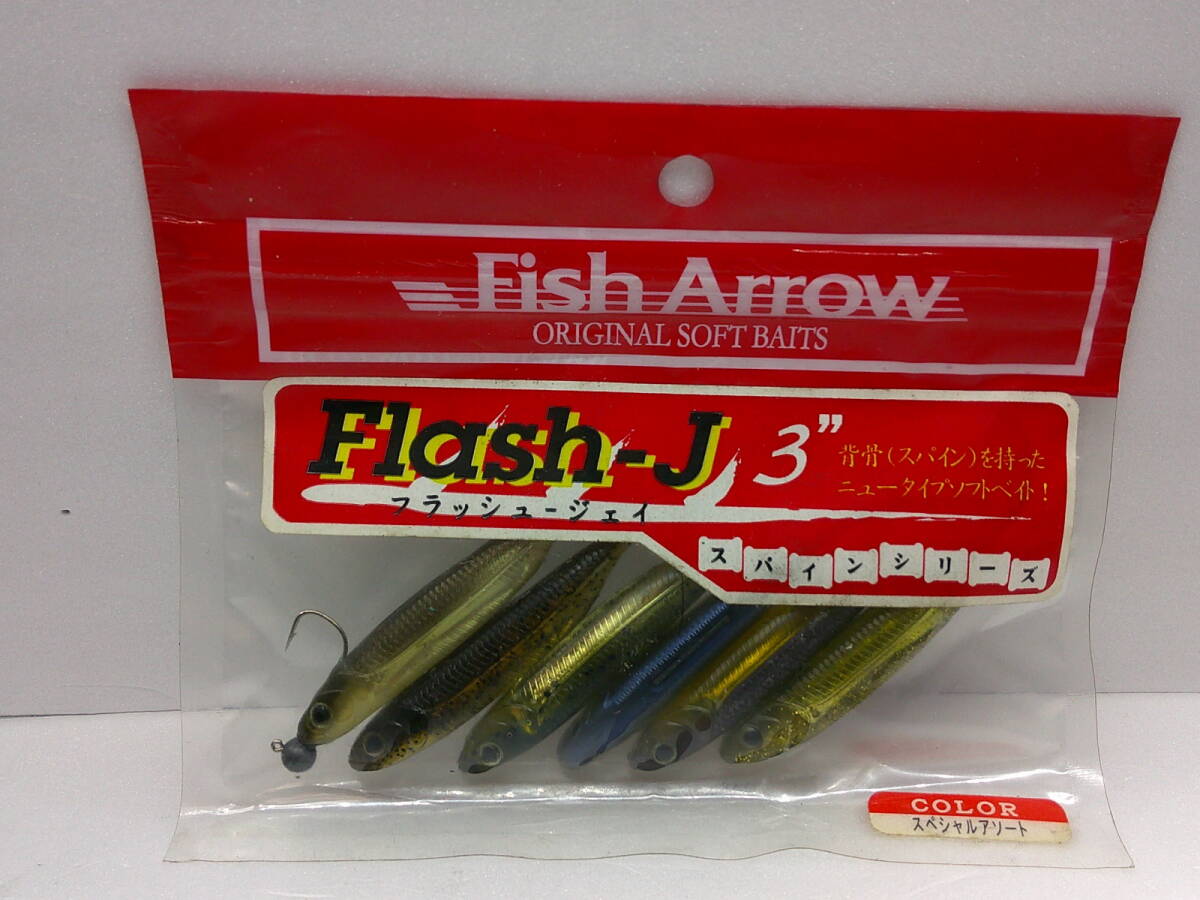 Fish Arrow
ORIGINAL SOFT BAITS
Flash-J 3”
フラッシュ-ジェイ
背骨(スパイン)を持った
ニュータイプソフトベイト!
スパインシリーズ
COLOR
スペシャルアソート